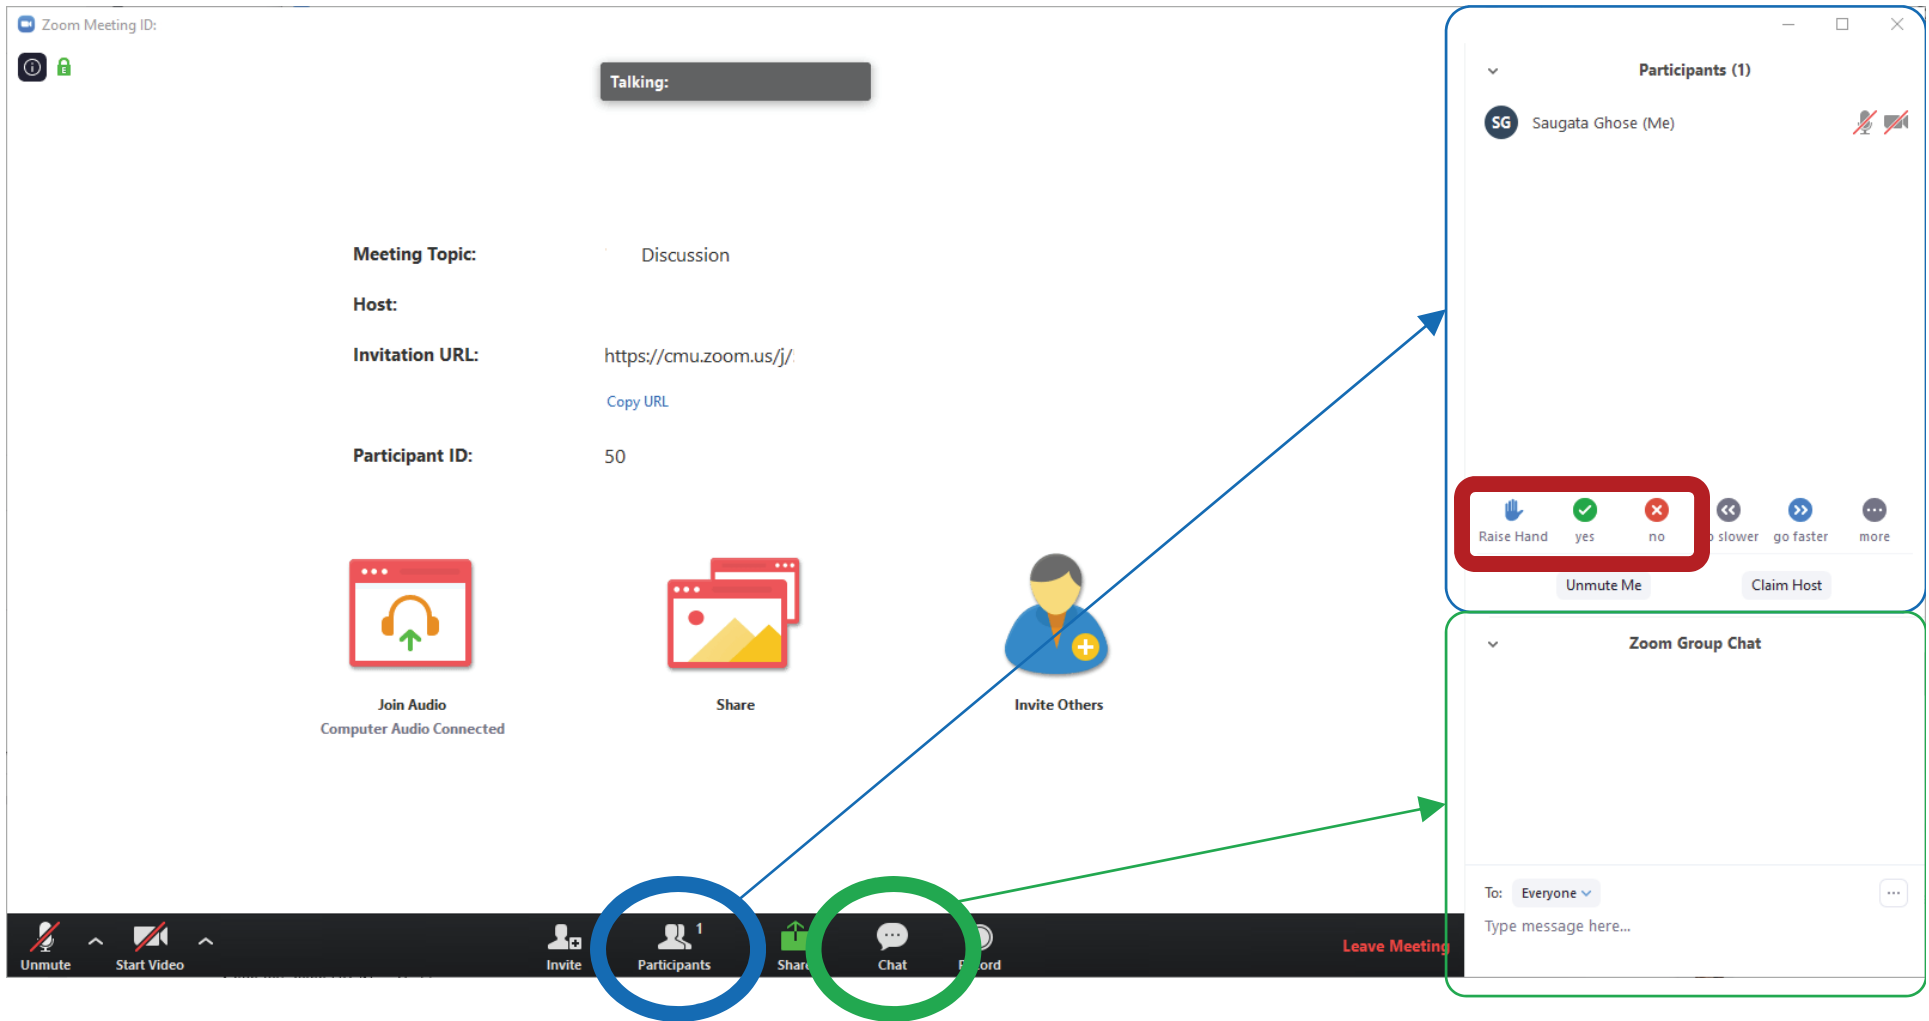 Zoom Meeting ID:
Talking:
Meeting Topic: Discussion
Host:
Invitation URL: https://cmu.zoom.us/j/
Copy URL
Participant ID: 50
Join Audio
Computer Audio Connected
Share
Invite Others
Unmute
Start Video
Invite
1
Participants
Share
Chat
Leave Meeting
Participants (1)
SG Saugata Ghose (Me)
Raise Hand
yes
no
slower
go faster
more
Unmute Me
Claim Host
Zoom Group Chat
To: Everyone
Type message here...